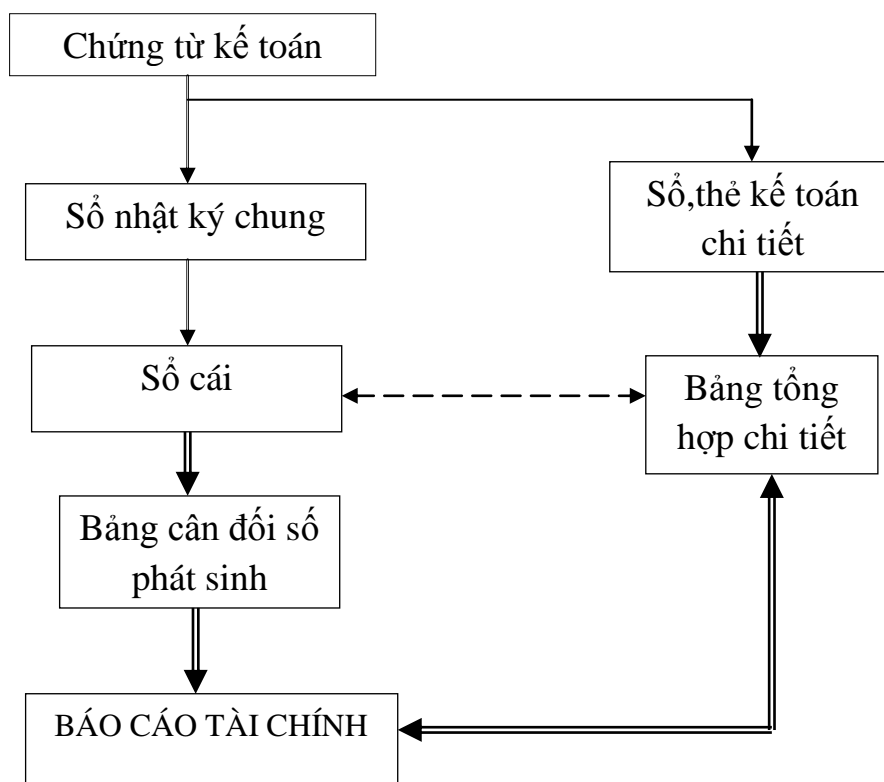 Chứng từ kế toán
Sổ nhật ký chung
Sổ,thẻ kế toán
chi tiết
Sổ cái
Bảng tổng
hợp chi tiết
Bảng cân đối số
phát sinh
BÁO CÁO TÀI CHÍNH